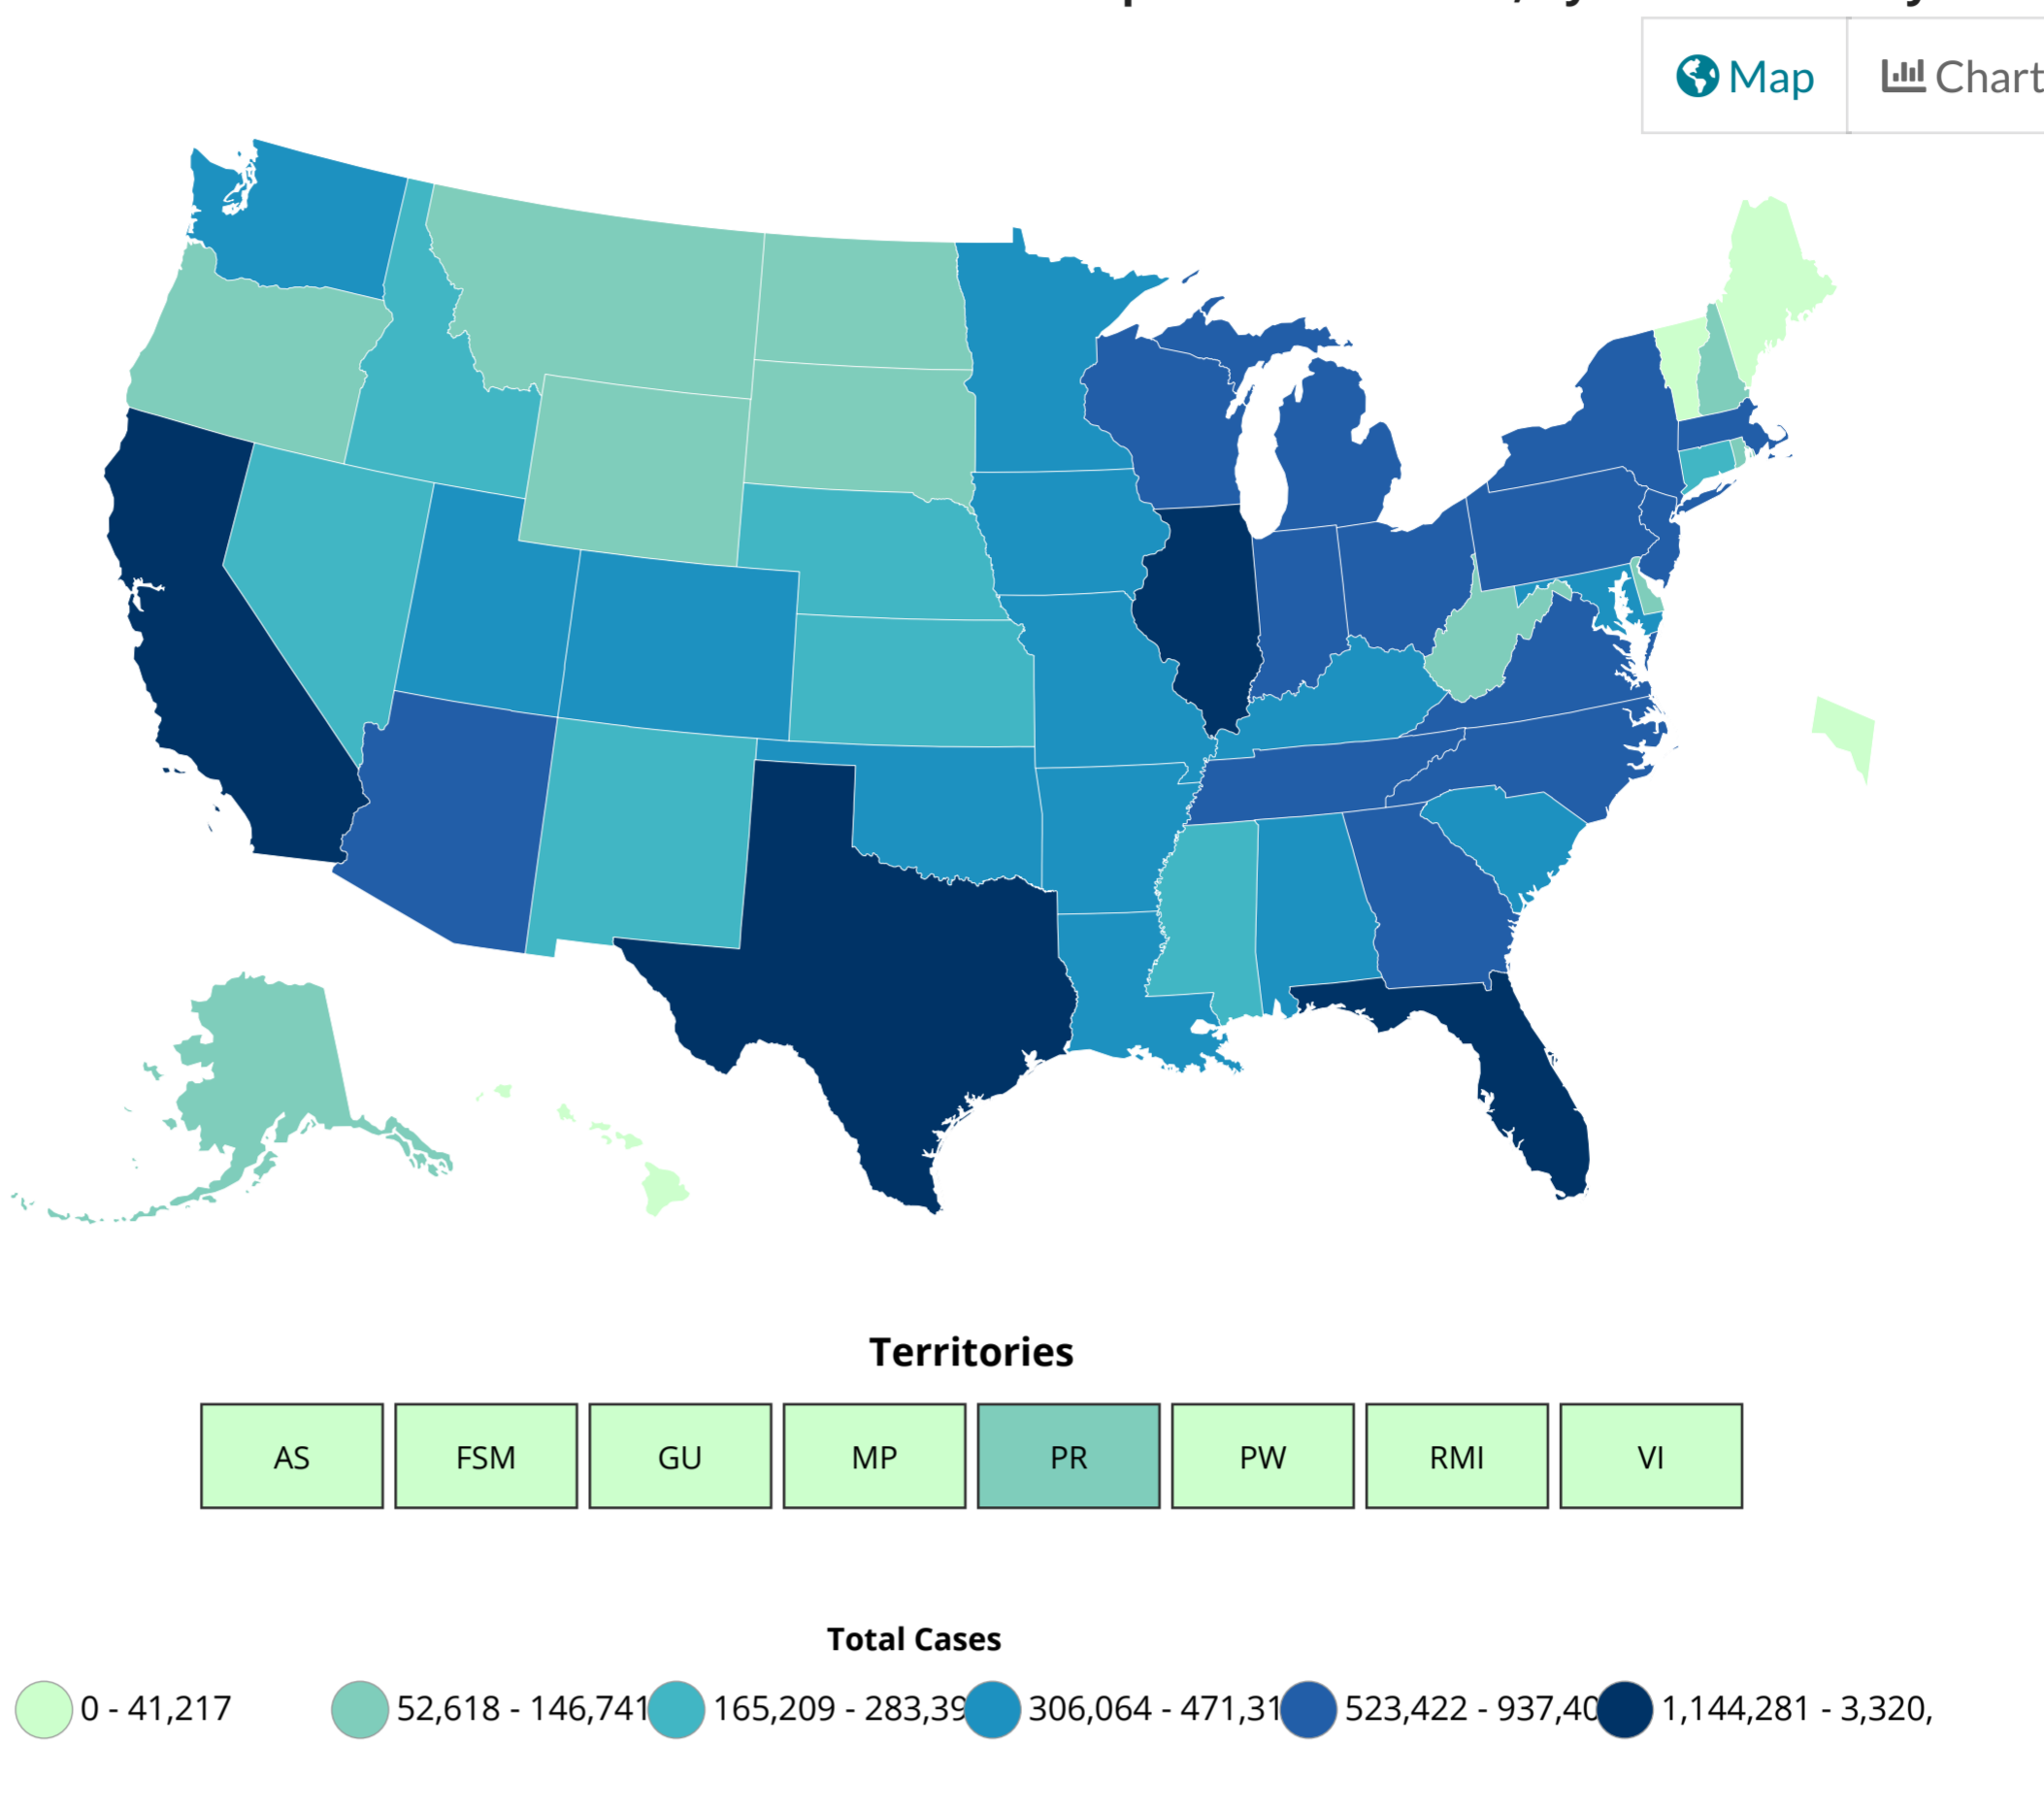 Map
Chart
Territories
AS FSM GU MP PR PW RMI VI
Total Cases
0 - 41,217 52,618 - 146,741 165,209 - 283,39 306,064 - 471,31 523,422 - 937,40 1,144,281 - 3,320,